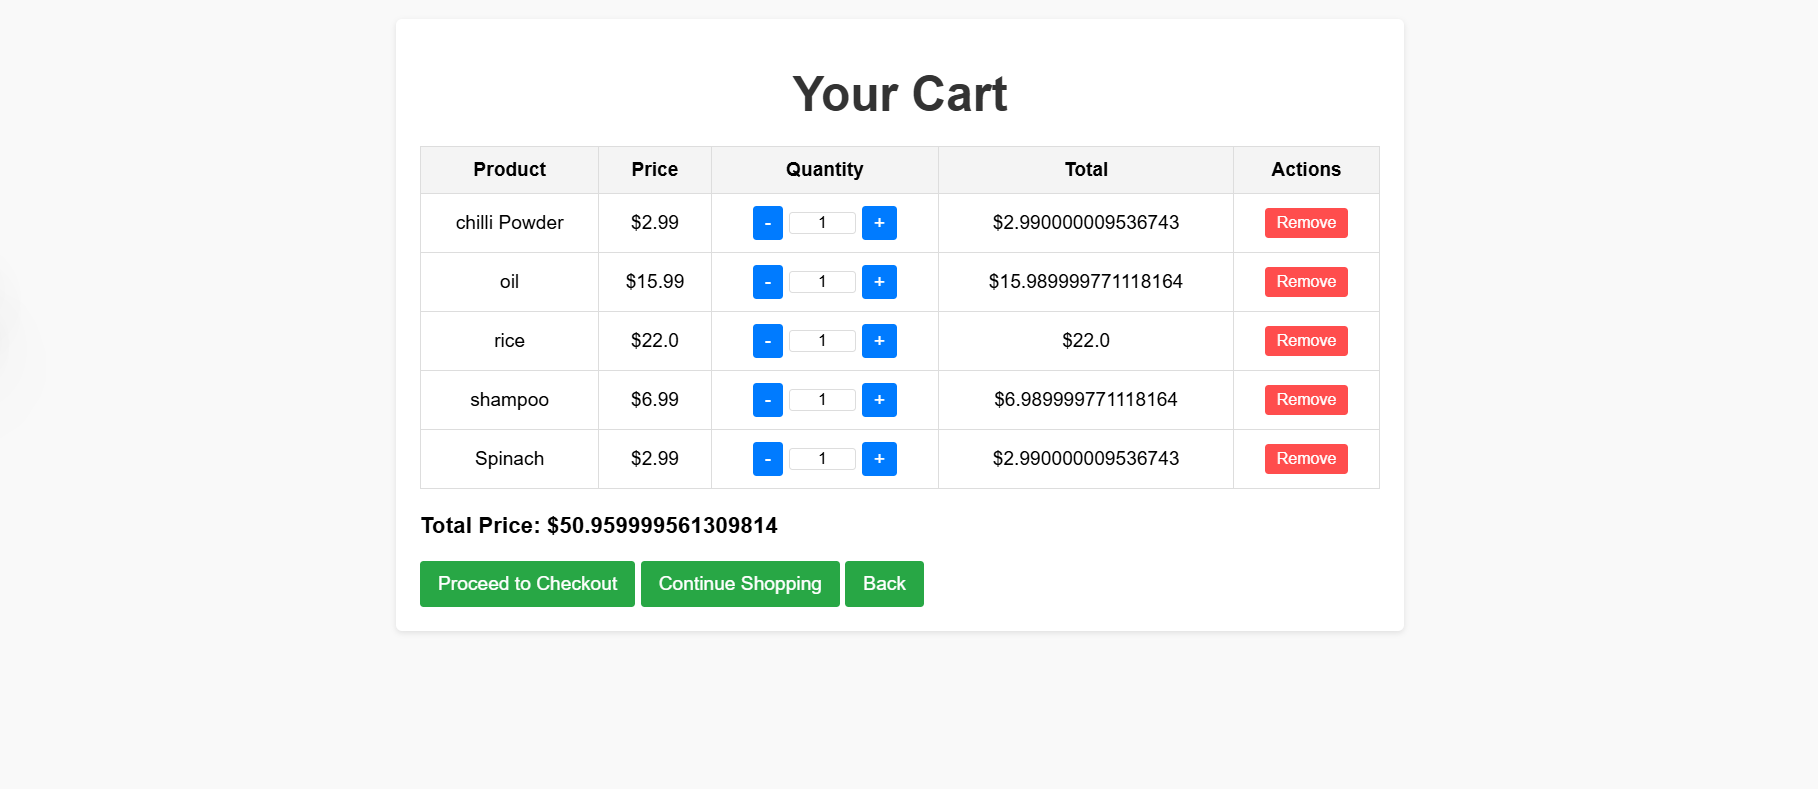 Your Cart
Product Price Quantity Total Actions
chilli Powder $2.99 - 1 + $2.990000009536743 Remove
oil $15.99 - 1 + $15.989999771118164 Remove
rice $22.0 - 1 + $22.0 Remove
shampoo $6.99 - 1 + $6.989999771118164 Remove
Spinach $2.99 - 1 + $2.990000009536743 Remove
Total Price: $50.959999561309814
Proceed to Checkout Continue Shopping Back